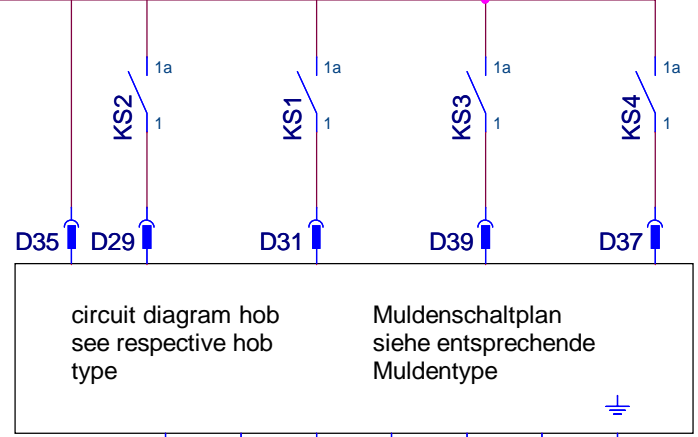 1a
1a
1a
1a
KS2
KS1
KS3
KS4
1
1
1
1
D35
D29
D31
D39
D37
circuit diagram hob
see respective hob
type
Muldenschaltplan
siehe entsprechende
Muldentype